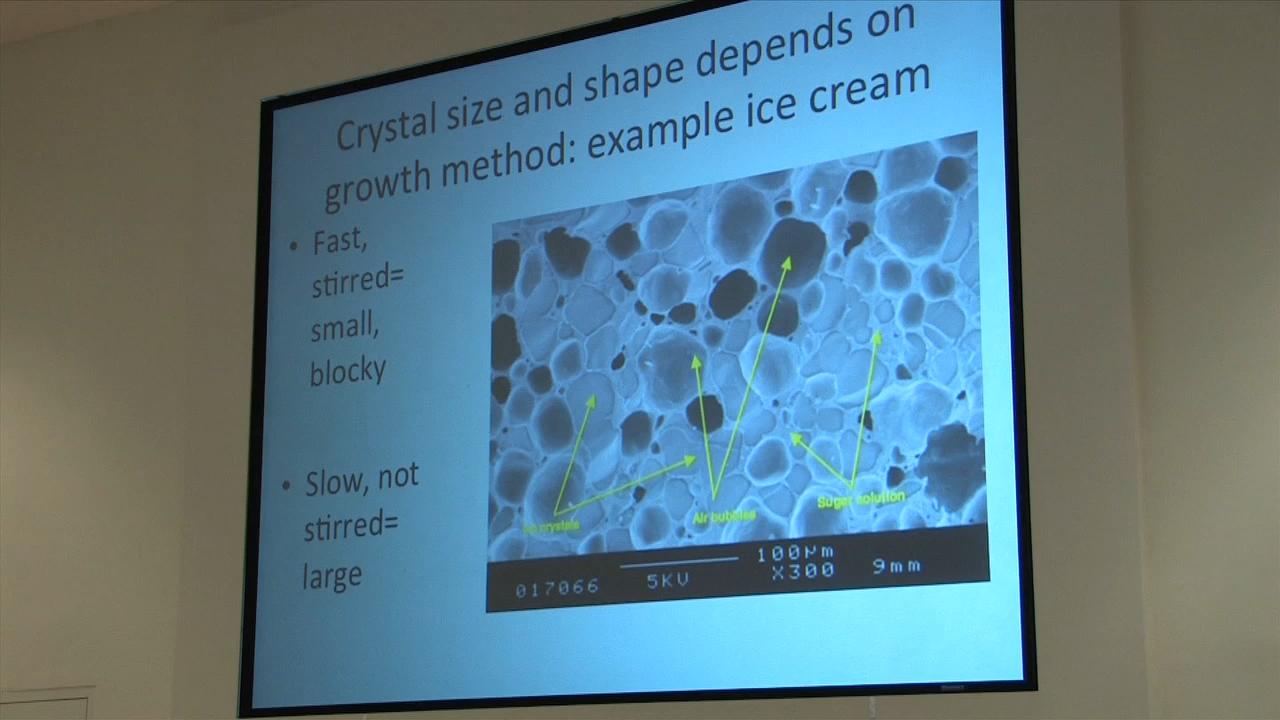 Crystal size and shape depends on
growth method: example ice cream
• Fast,
stirred=
small,
blocky
• Slow, not
stirred=
large
crystals
Air bubbles
Sugar solution
017066
5KV
100µm
X300
9mm